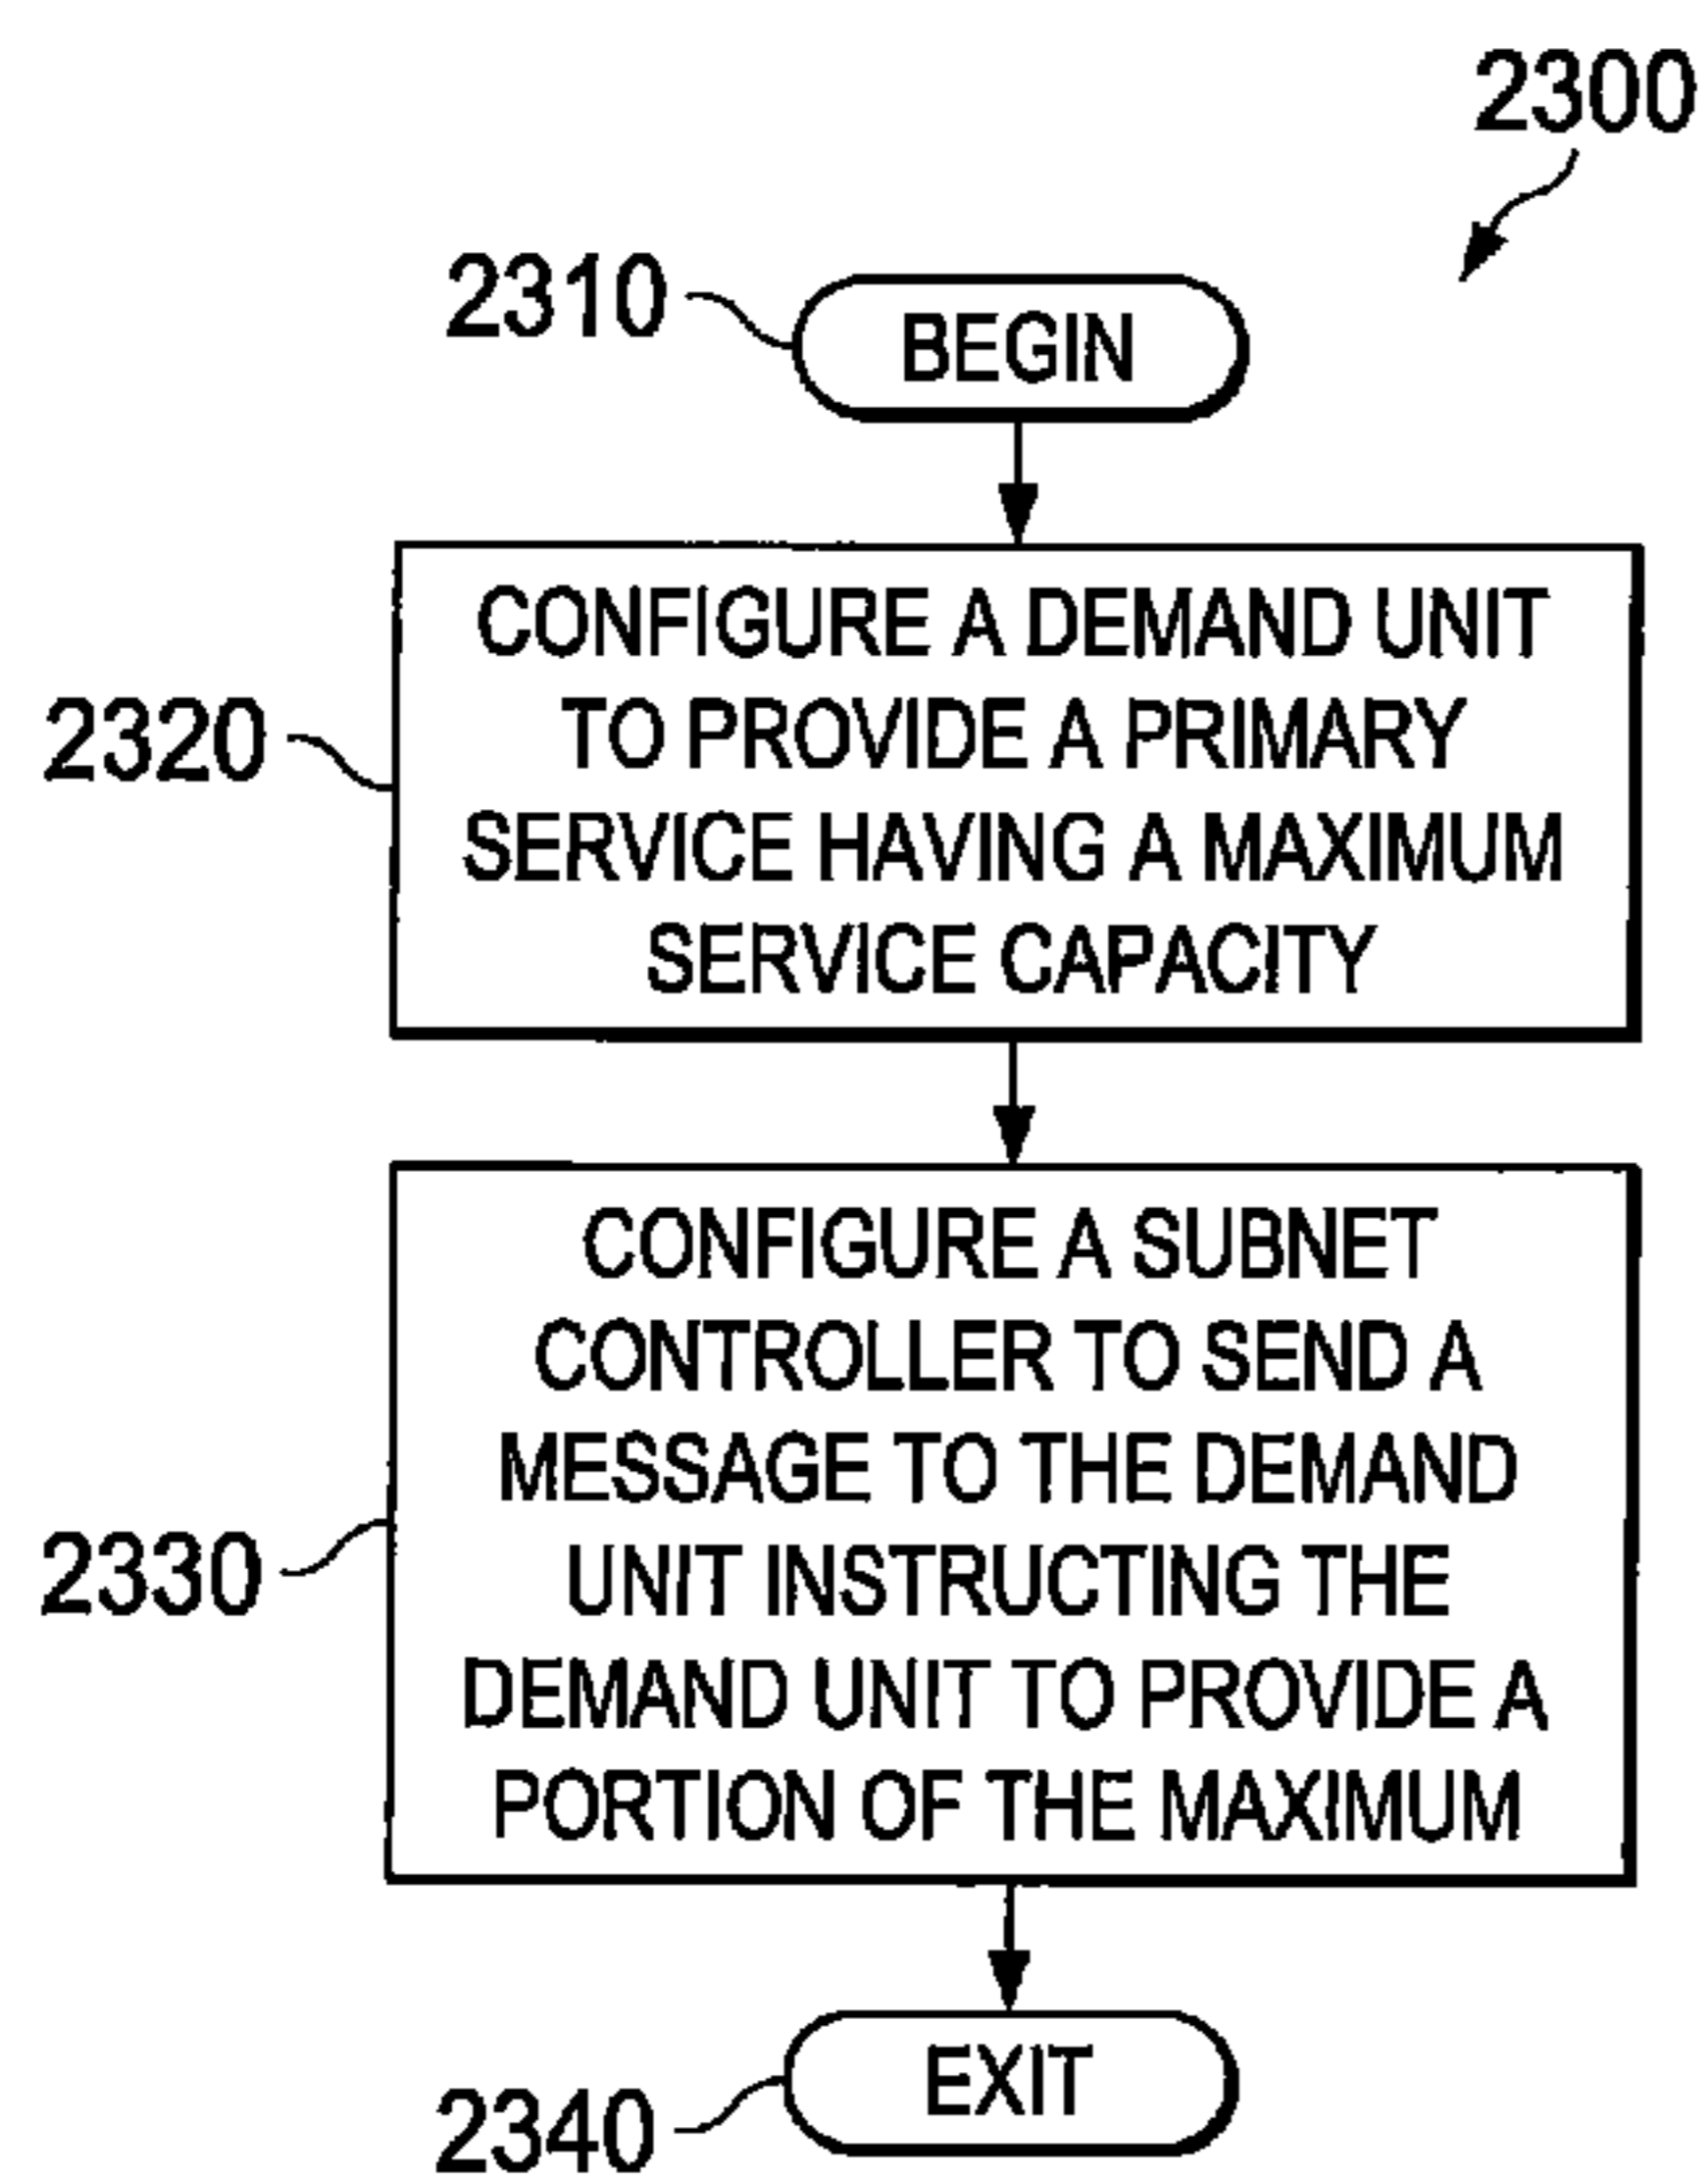 2300
2310
BEGIN
CONFIGURE A DEMAND UNIT
TO PROVIDE A PRIMARY
SERVICE HAVING A MAXIMUM
SERVICE CAPACITY
2320
CONFIGURE A SUBNET
CONTROLLER TO SEND A
MESSAGE TO THE DEMAND
UNIT INSTRUCTING THE
DEMAND UNIT TO PROVIDE A
PORTION OF THE MAXIMUM
2330
EXIT
2340